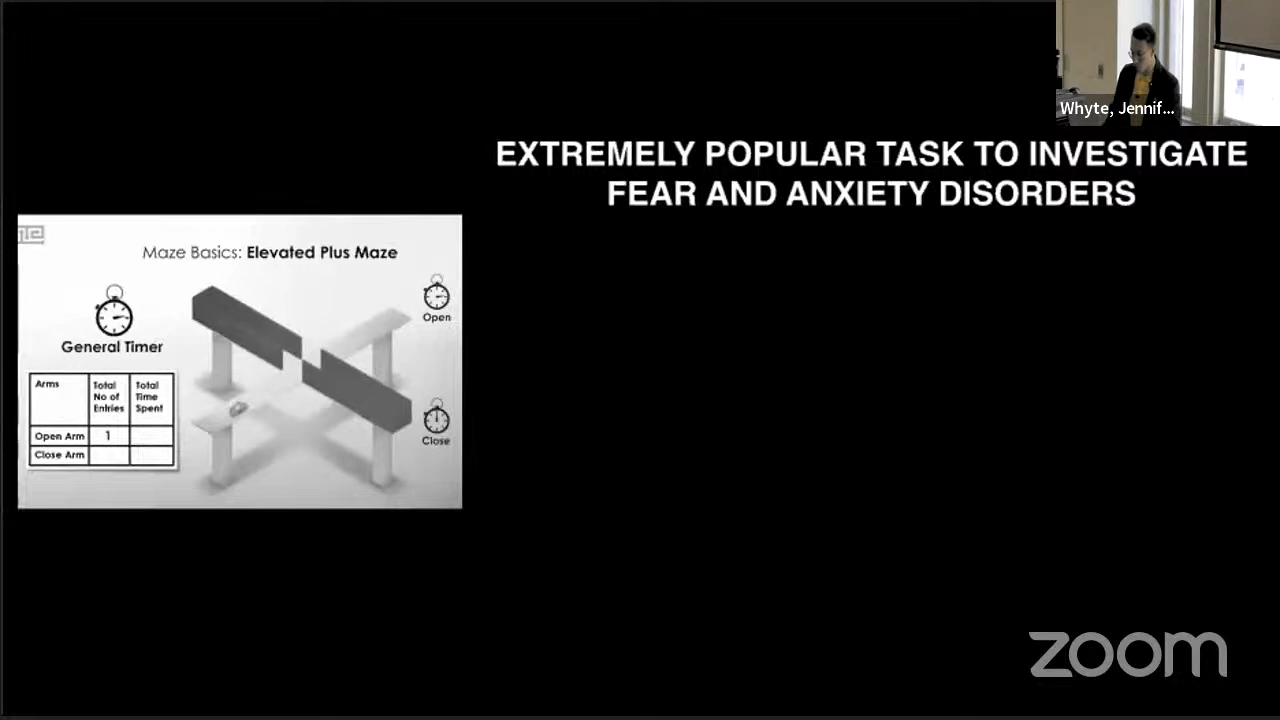 Whyte, Jennif...
EXTREMELY POPULAR TASK TO INVESTIGATE
FEAR AND ANXIETY DISORDERS
Maze Basics: Elevated Plus Maze
General Timer
Open
Arms
Total
No of
Entries
Total
Time
Spent
Open Arm
1
Close Arm
Close
zoom